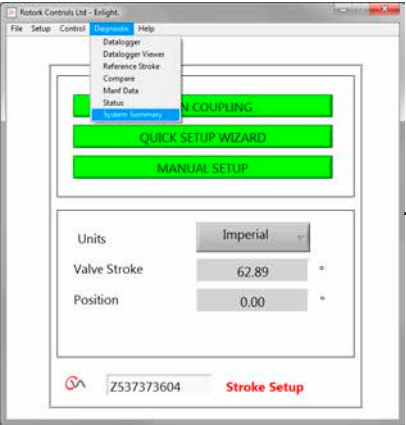 Rotork Controls Ltd - Enlight.
File Setup Control Diagnostic Help
Datalogger
Datalogger Viewer
Reference Stroke
Compare
Manf Data
Status
System Summary
N COUPLING
QUICK SETUP WIZARD
MANUAL SETUP
Units Imperial
Valve Stroke 62.89 °
Position 0.00 °
Z537373604 Stroke Setup